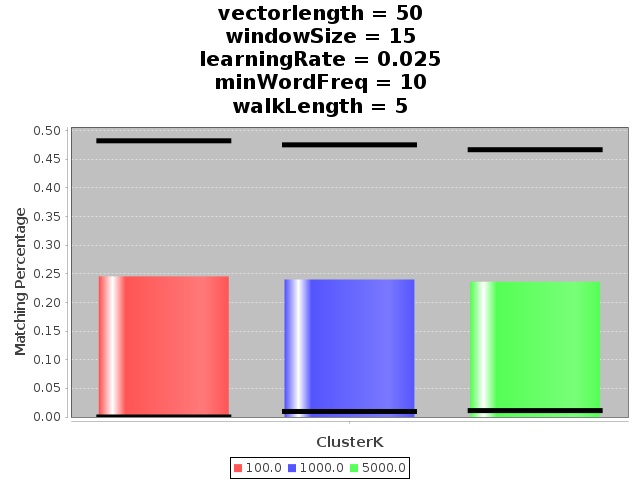 vectorlength = 50
windowSize = 15
learningRate = 0.025
minWordFreq = 10
walkLength = 5
Matching Percentage
0.50
0.45
0.40
0.35
0.30
0.25
0.20
0.15
0.10
0.05
0.00
ClusterK
100.0 1000.0 5000.0